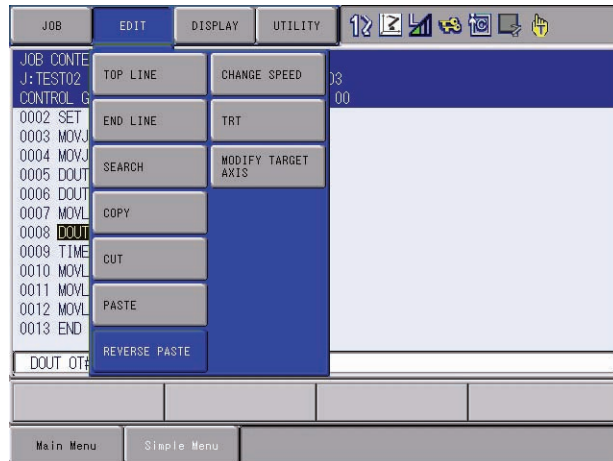 JOB EDIT DISPLAY UTILITY
JOB CONTE
J:TEST02 03
CONTROL G 00
0002 SET
0003 MOVJ
0004 MOVJ
0005 DOUT
0006 DOUT
0007 MOVL
0008 DOUT
0009 TIME
0010 MOVL
0011 MOVL
0012 MOVL
0013 END
DOUT OT#
TOP LINE
END LINE
SEARCH
COPY
CUT
PASTE
REVERSE PASTE
CHANGE SPEED
TRT
MODIFY TARGET
AXIS
Main Menu Simple Menu